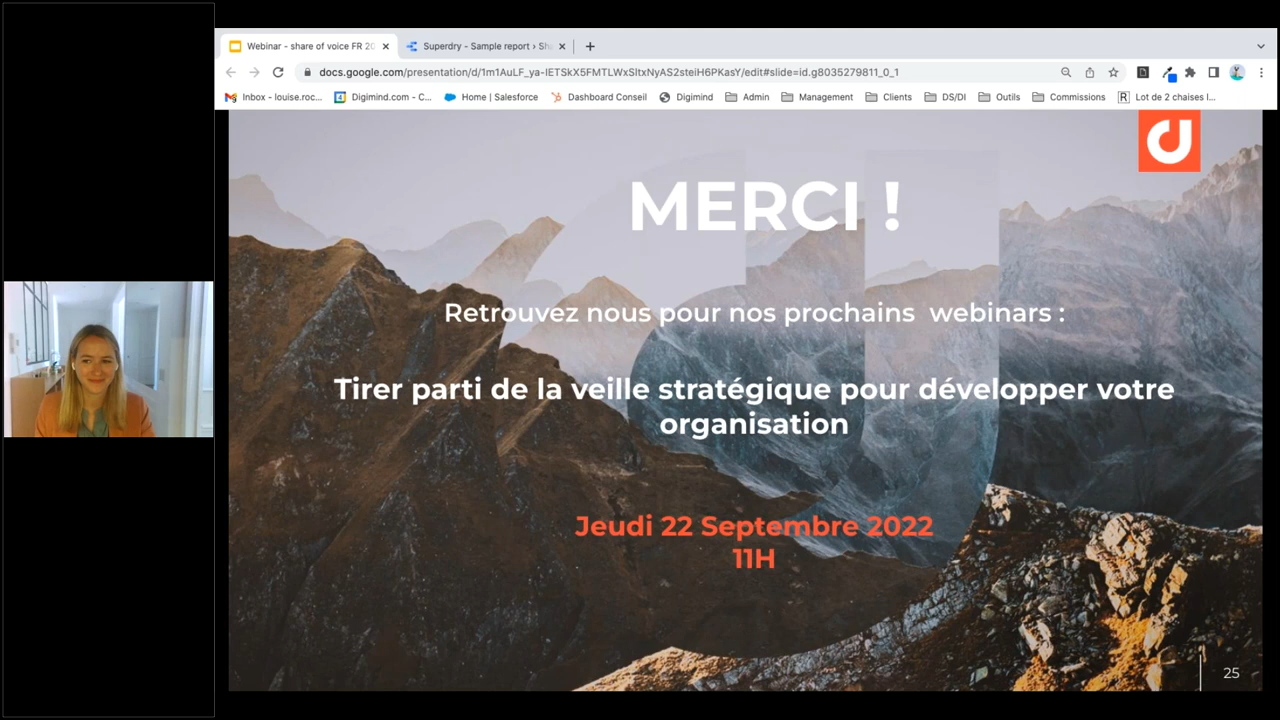 Webinar - share of voice FR 20
Superdry - Sample report › Sh
docs.google.com/presentation/d/1m1AuLF_ya-IETSkX5FMTLWxSltxNyAS2steiH6PKasY/edit#slide=id.g8035279811_0_1
Inbox - louise.roc... Digimind.com - C... Home | Salesforce Dashboard Conseil Digimind Admin Management Clients DS/DI Outils Commissions Lot de 2 chaises l...
MERCI !
Retrouvez nous pour nos prochains webinars :
Tirer parti de la veille stratégique pour développer votre
organisation
Jeudi 22 Septembre 2022
11H
25